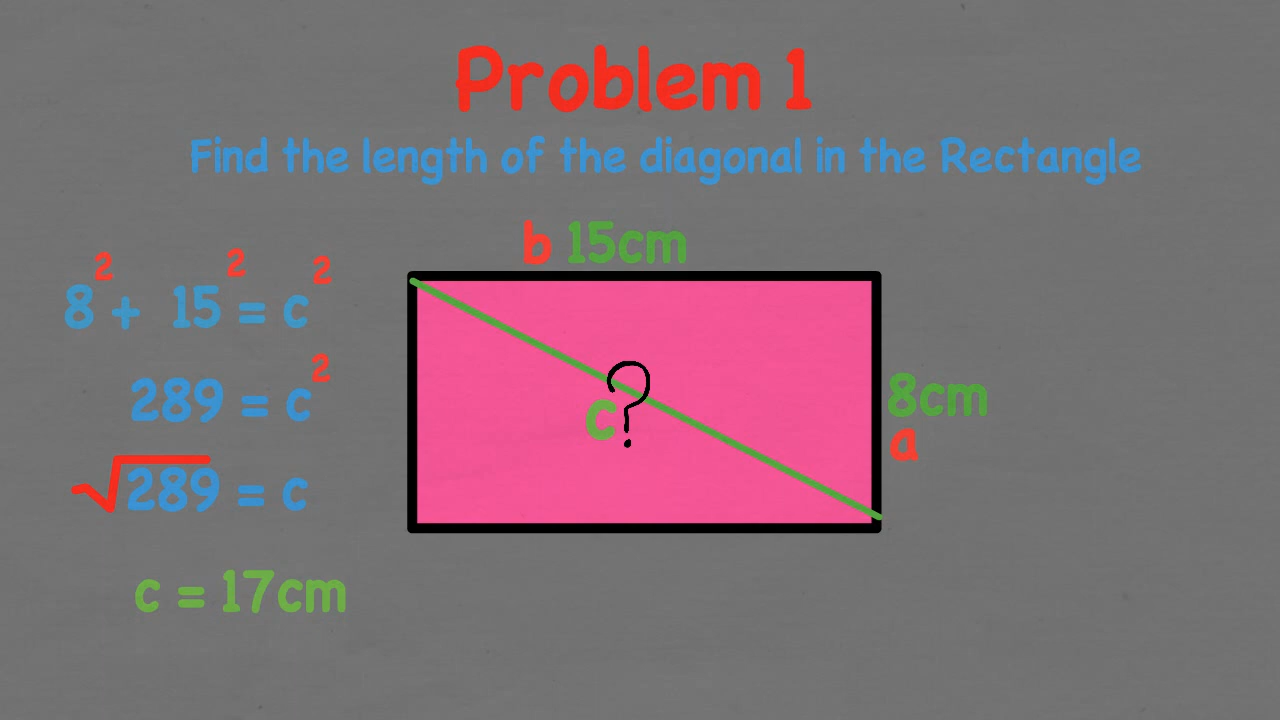 Problem 1
Find the length of the diagonal in the Rectangle
b 15cm
8² + 15² = c²
289 = c²
√289 = c
c = 17cm
c?
8cm
a